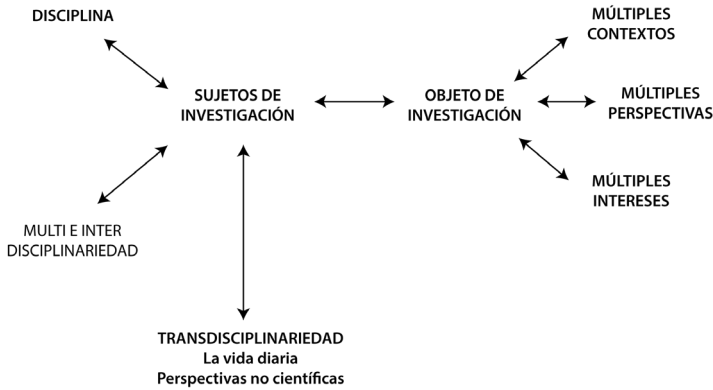 DISCIPLINA
SUJETOS DE
INVESTIGACIÓN
OBJETO DE
INVESTIGACIÓN
MÚLTIPLES
CONTEXTOS
MÚLTIPLES
PERSPECTIVAS
MÚLTIPLES
INTERESES
MULTI E INTER
DISCIPLINARIEDAD
TRANSDISCIPLINARIEDAD
La vida diaria
Perspectivas no científicas